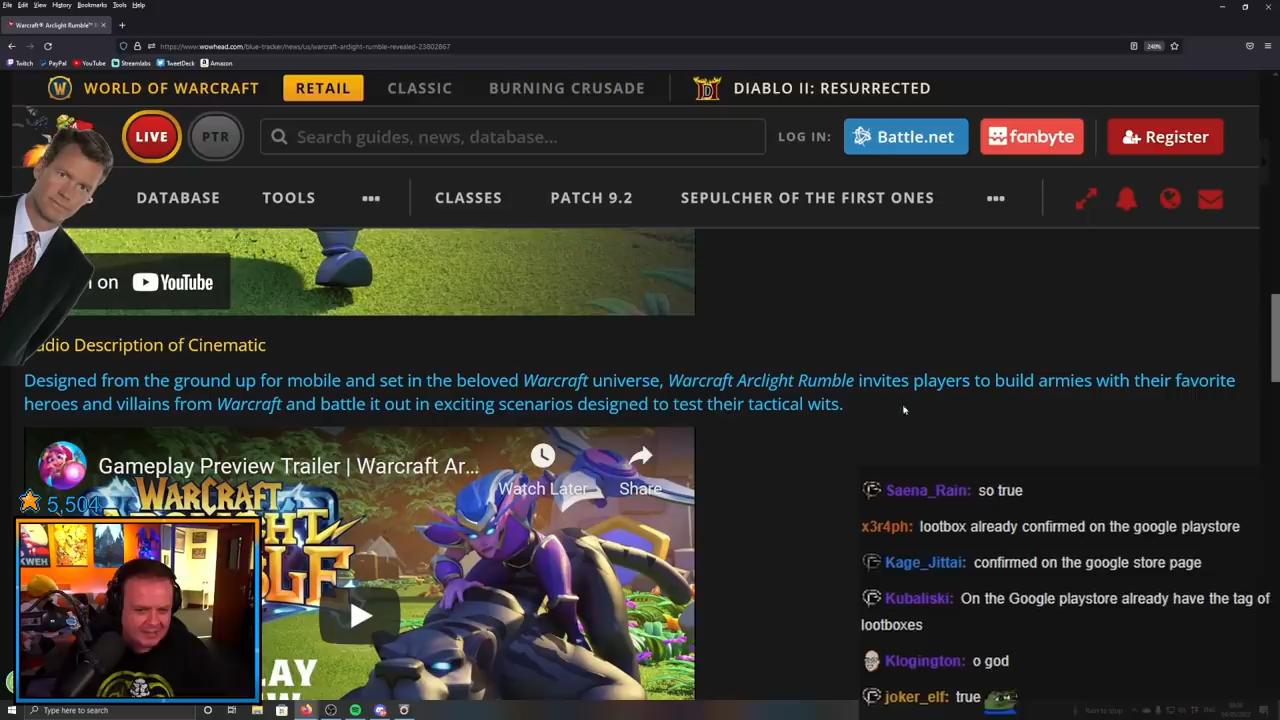 File Edit View History Bookmarks Tools Help
Warcraft® Arclight Rumble™
https://www.wowhead.com/blue-tracker/news/us/warcraft-arclight-rumble-revealed-23802867
240%
Twitch PayPal YouTube Streamlabs TweetDeck Amazon
WORLD OF WARCRAFT RETAIL CLASSIC BURNING CRUSADE DIABLO II: RESURRECTED
LIVE PTR Search guides, news, database... LOG IN: Battle.net fanbyte Register
DATABASE TOOLS ••• CLASSES PATCH 9.2 SEPULCHER OF THE FIRST ONES •••
on YouTube
udio Description of Cinematic
Designed from the ground up for mobile and set in the beloved Warcraft universe, Warcraft Arclight Rumble invites players to build armies with their favorite
heroes and villains from Warcraft and battle it out in exciting scenarios designed to test their tactical wits.
Gameplay Preview Trailer | Warcraft Ar...
Watch Later Share
WARCRAFT
5,504
KWEH
Saena_Rain: so true
x3r4ph: lootbox already confirmed on the google playstore
Kage_Jittai: confirmed on the google store page
Kubaliski: On the Google playstore already have the tag of
lootboxes
Klogington: o god
joker_elf: true
Type here to search
Rain to stop